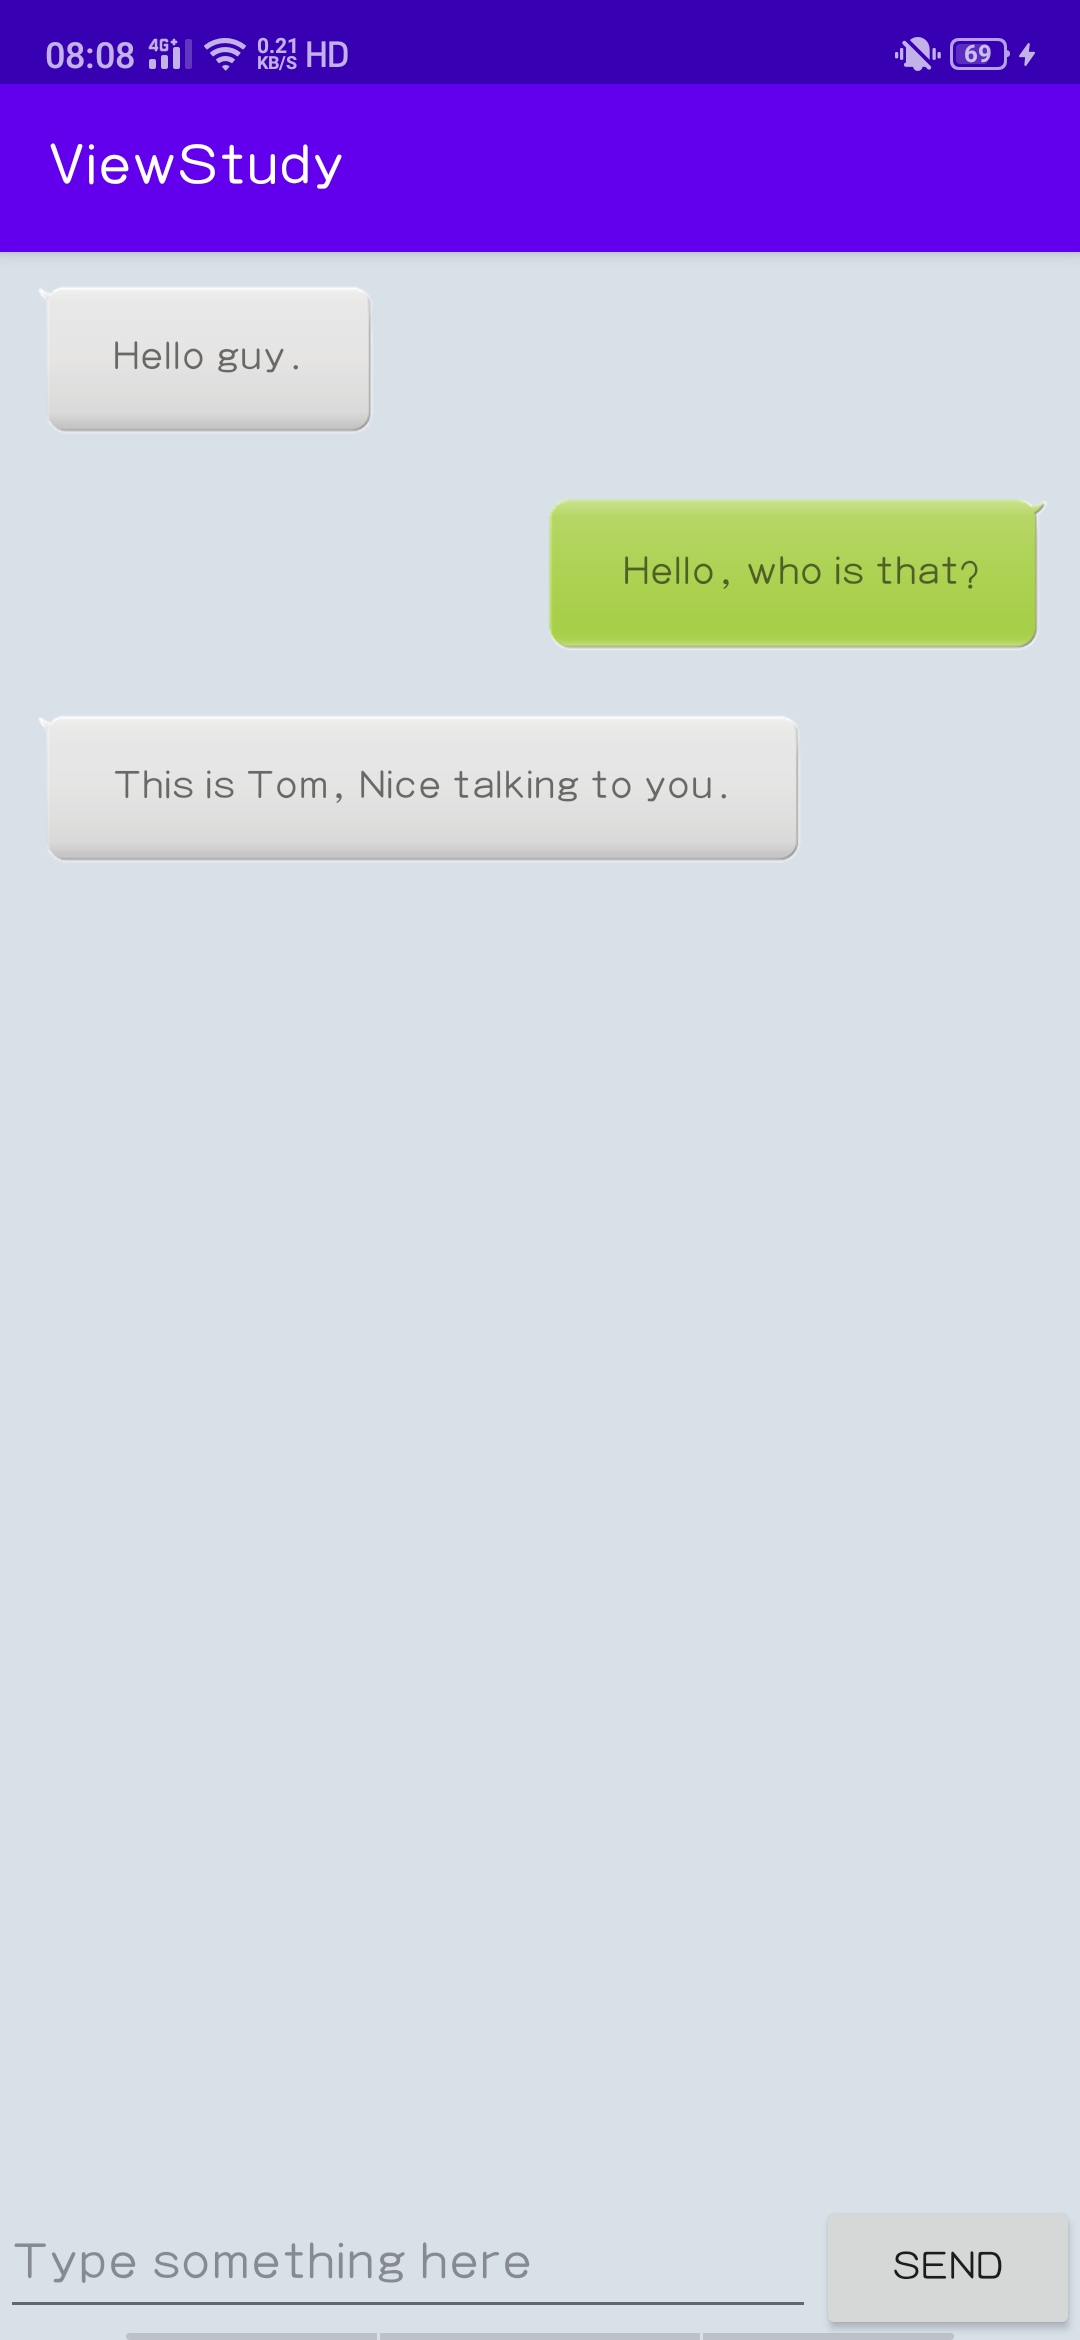 08:08 4G+ 0.21 KB/S HD 69
ViewStudy
Hello guy.
Hello, who is that?
This is Tom, Nice talking to you.
Type something here
SEND